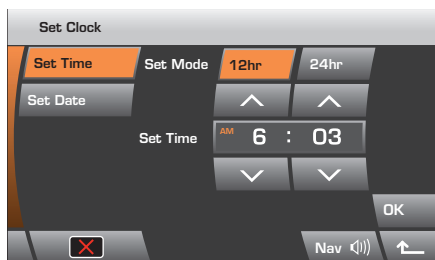 Set Clock
Set Time Set Mode 12hr 24hr
Set Date
Set Time AM 6 : 03
OK
Nav